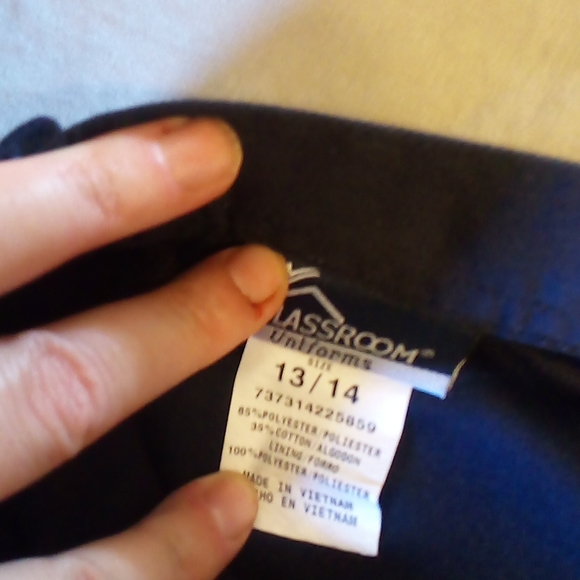 LASSROOM
Uniforms
SIZE
13/14
737314225859
65%POLYESTER/POLIESTER
35%COTTON/ALGODON
LINING/FORRO
100%POLYESTER/POLIESTER
MADE IN VIETNAM
HO EN VIETNAM